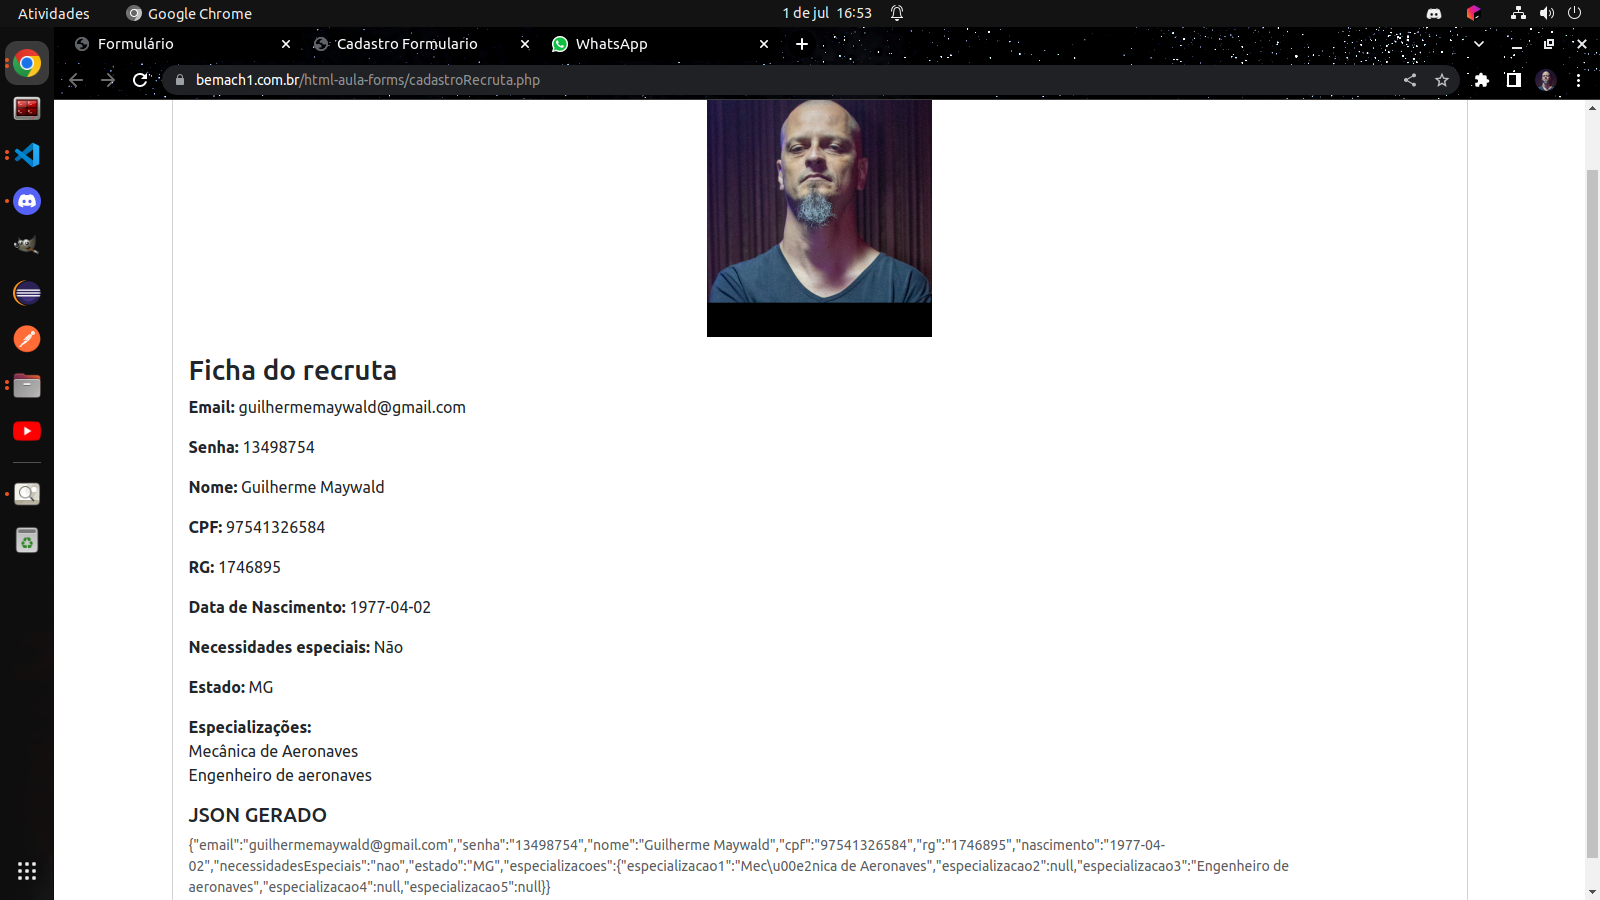 Atividades
Google Chrome
1 de jul 16:53
Formulário
Cadastro Formulario
WhatsApp
bemach1.com.br/html-aula-forms/cadastroRecruta.php
Ficha do recruta
Email: guilhermemaywald@gmail.com
Senha: 13498754
Nome: Guilherme Maywald
CPF: 97541326584
RG: 1746895
Data de Nascimento: 1977-04-02
Necessidades especiais: Não
Estado: MG
Especializações:
Mecânica de Aeronaves
Engenheiro de aeronaves
JSON GERADO
{"email":"guilhermemaywald@gmail.com","senha":"13498754","nome":"Guilherme Maywald","cpf":"97541326584","rg":"1746895","nascimento":"1977-04-
02","necessidadesEspeciais":"nao","estado":"MG","especializacoes":{"especializacao1":"Mec\u00e2nica de Aeronaves","especializacao2":null,"especializacao3":"Engenheiro de
aeronaves","especializacao4":null,"especializacao5":null}}